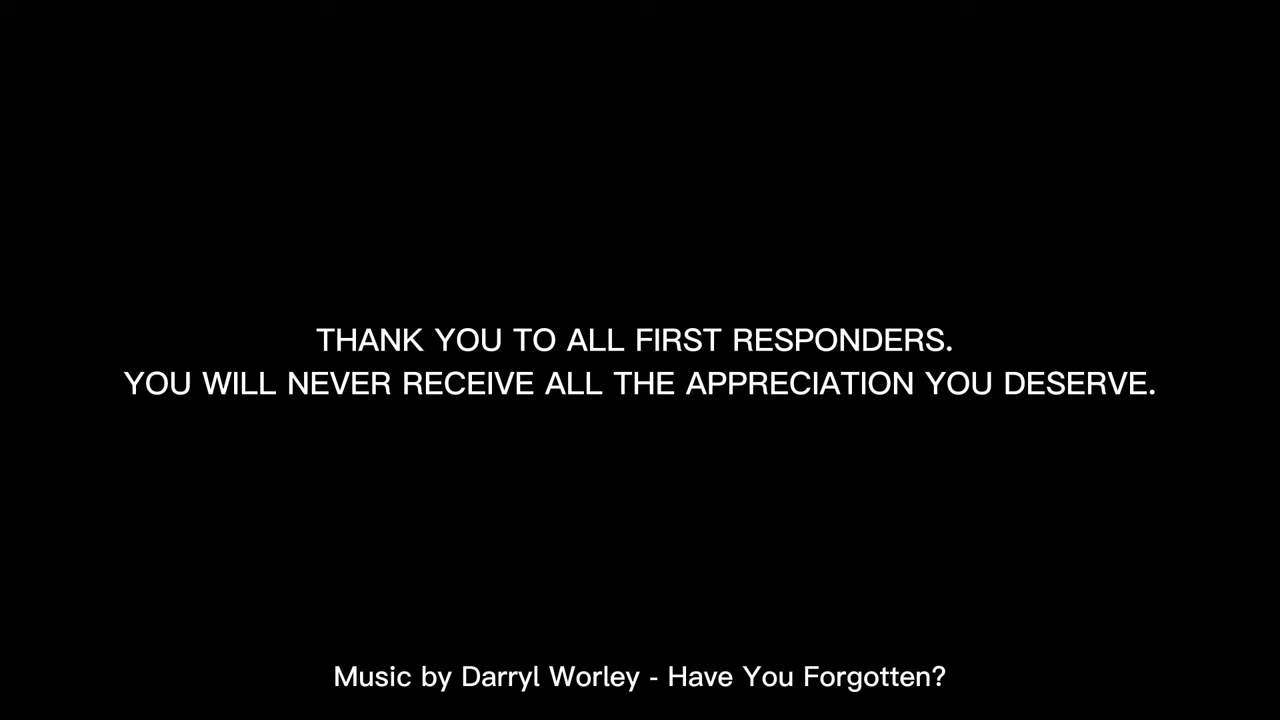 THANK YOU TO ALL FIRST RESPONDERS.
YOU WILL NEVER RECEIVE ALL THE APPRECIATION YOU DESERVE.
Music by Darryl Worley - Have You Forgotten?